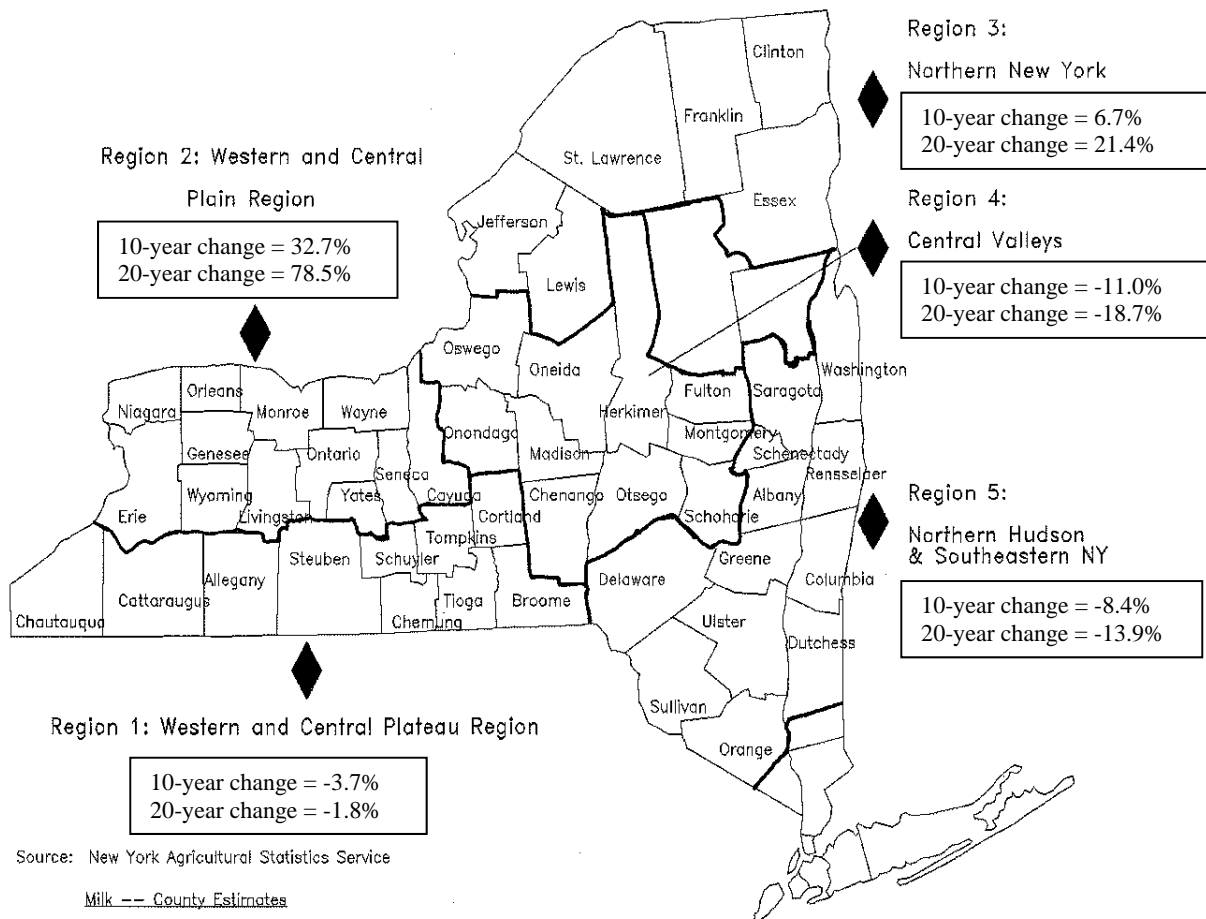 Region 3:
Northern New York
10-year change = 6.7%
20-year change = 21.4%
Region 4:
Central Valleys
10-year change = -11.0%
20-year change = -18.7%
Region 2: Western and Central
Plain Region
10-year change = 32.7%
20-year change = 78.5%
Clinton
Franklin
St. Lawrence
Essex
Jefferson
Lewis
Oswego
Oneida
Washington
Fulton
Saragota
Orleans
Niagara
Monroe
Wayne
Herkimer
Onondaga
Montgomery
Genesee
Ontario
Madison
Schenectady
Seneca
Rensselaer
Wyoming
Yates
Cayuga
Chenango
Otsego
Albany
Erie
Livingston
Cortland
Schoharie
Tompkins
Steuben
Schuyler
Greene
Allegany
Delaware
Columbia
Cattaraugus
Tioga
Broome
Chautauqua
Chemung
Ulster
Dutchess
Sullivan
Orange
Region 5:
Northern Hudson
& Southeastern NY
10-year change = -8.4%
20-year change = -13.9%
Region 1: Western and Central Plateau Region
10-year change = -3.7%
20-year change = -1.8%
Source: New York Agricultural Statistics Service
Milk -- County Estimates